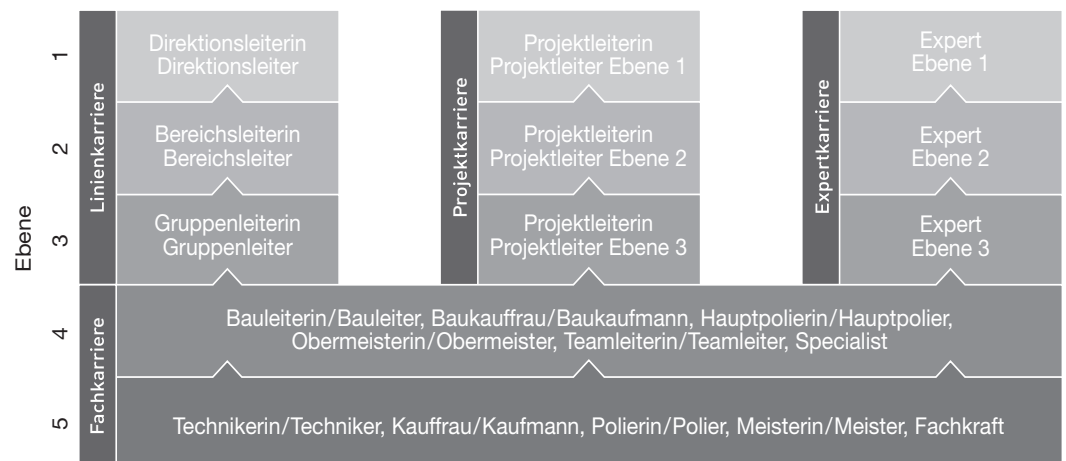 Ebene
1
2
3
4
5
Linienkarriere
Direktionsleiterin
Direktionsleiter
Bereichsleiterin
Bereichsleiter
Gruppenleiterin
Gruppenleiter
Projektkarriere
Projektleiterin
Projektleiter Ebene 1
Projektleiterin
Projektleiter Ebene 2
Projektleiterin
Projektleiter Ebene 3
Expertkarriere
Expert
Ebene 1
Expert
Ebene 2
Expert
Ebene 3
Fachkarriere
Bauleiterin/Bauleiter, Baukauffrau/Baukaufmann, Hauptpolierin/Hauptpolier,
Obermeisterin/Obermeister, Teamleiterin/Teamleiter, Specialist
Technikerin/Techniker, Kauffrau/Kaufmann, Polierin/Polier, Meisterin/Meister, Fachkraft